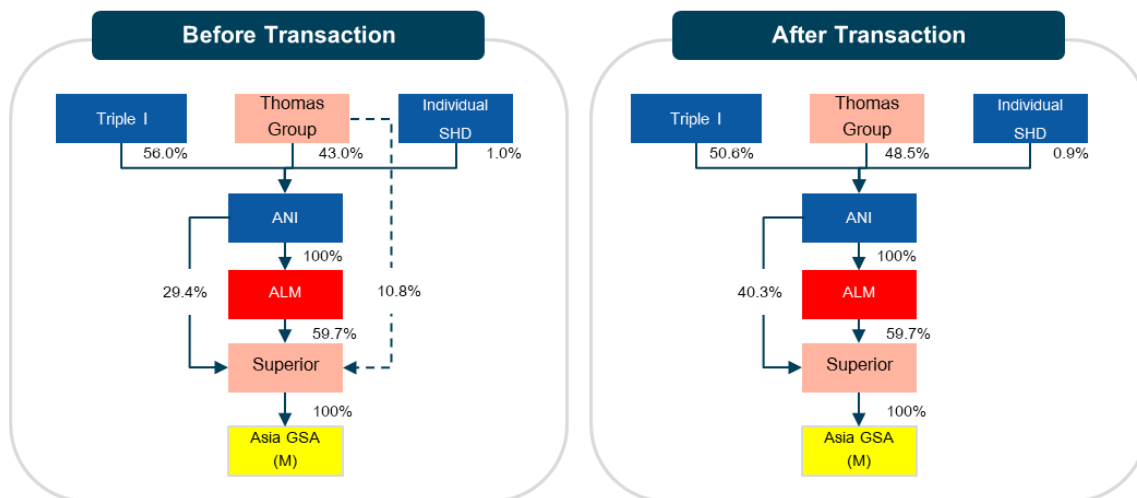 Before Transaction
Triple I
Thomas
Group
Individual
SHD
56.0%
43.0%
1.0%
ANI
100%
29.4%
ALM
10.8%
59.7%
Superior
100%
Asia GSA
(M)
After Transaction
Triple I
Thomas
Group
Individual
SHD
50.6%
48.5%
0.9%
ANI
100%
40.3%
ALM
59.7%
Superior
100%
Asia GSA
(M)